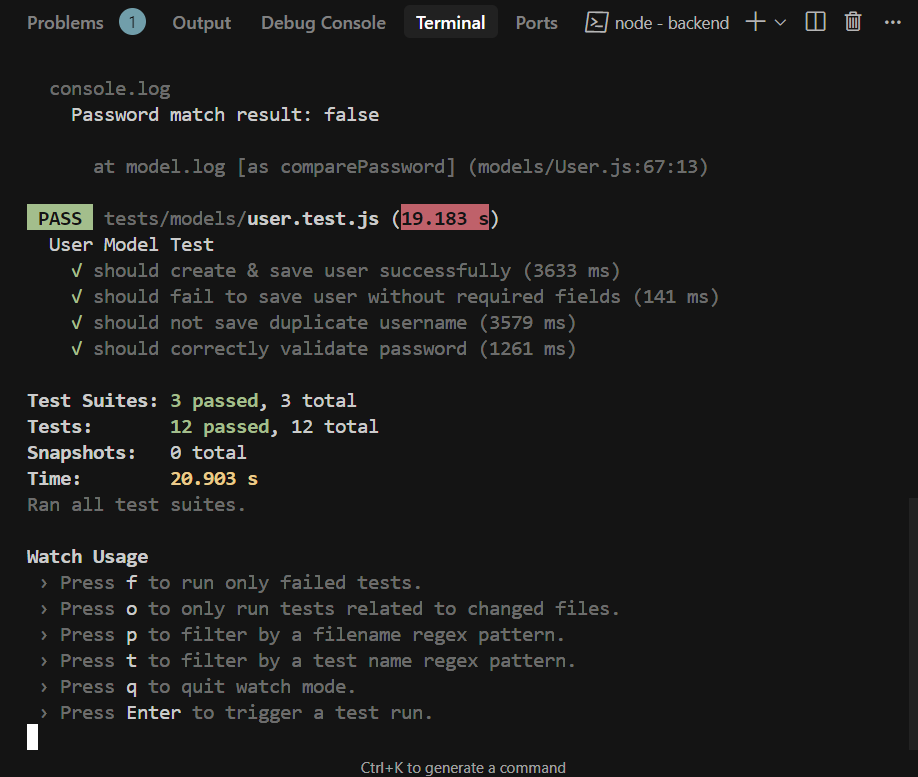 Problems 1 Output Debug Console Terminal Ports node - backend
console.log
Password match result: false
at model.log [as comparePassword] (models/User.js:67:13)
PASS tests/models/user.test.js (19.183 s)
User Model Test
√ should create & save user successfully (3633 ms)
√ should fail to save user without required fields (141 ms)
√ should not save duplicate username (3579 ms)
√ should correctly validate password (1261 ms)
Test Suites: 3 passed, 3 total
Tests: 12 passed, 12 total
Snapshots: 0 total
Time: 20.903 s
Ran all test suites.
Watch Usage
› Press f to run only failed tests.
› Press o to only run tests related to changed files.
› Press p to filter by a filename regex pattern.
› Press t to filter by a test name regex pattern.
› Press q to quit watch mode.
› Press Enter to trigger a test run.
Ctrl+K to generate a command